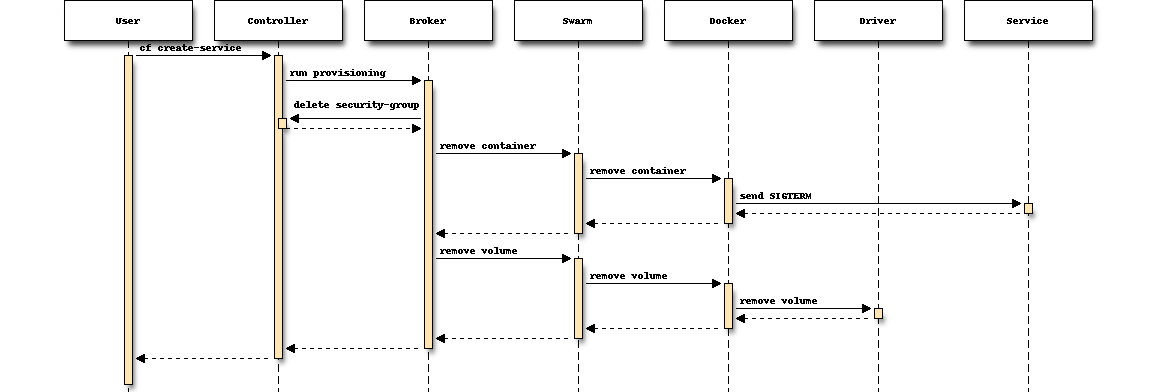 User Controller Broker Swarm Docker Driver Service
cf create-service
run provisioning
delete security-group
remove container
remove container
send SIGTERM
remove volume
remove volume
remove volume